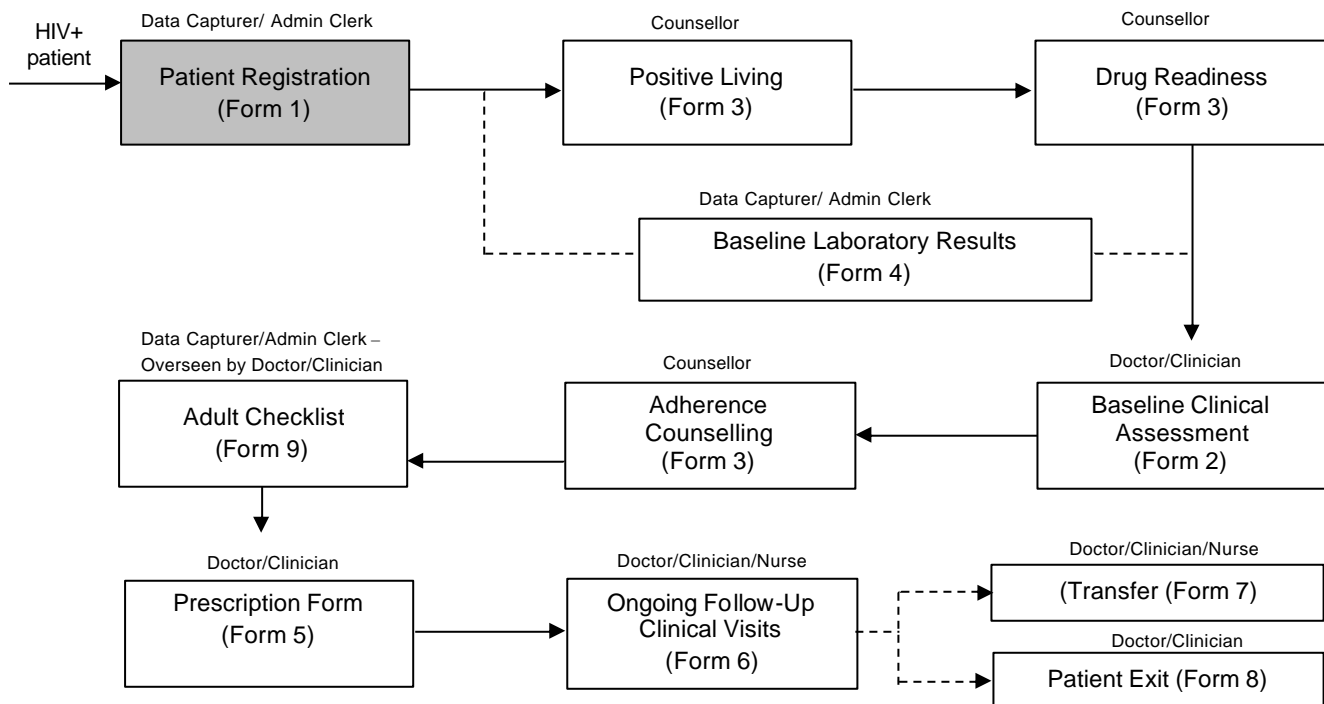 Data Capturer/ Admin Clerk
HIV+
patient
Patient Registration
(Form 1)
Counsellor
Positive Living
(Form 3)
Counsellor
Drug Readiness
(Form 3)
Data Capturer/ Admin Clerk
Baseline Laboratory Results
(Form 4)
Doctor/Clinician
Baseline Clinical
Assessment
(Form 2)
Counsellor
Adherence
Counselling
(Form 3)
Data Capturer/Admin Clerk –
Overseen by Doctor/Clinician
Adult Checklist
(Form 9)
Doctor/Clinician
Prescription Form
(Form 5)
Doctor/Clinician/Nurse
Ongoing Follow-Up
Clinical Visits
(Form 6)
Doctor/Clinician/Nurse
(Transfer (Form 7)
Doctor/Clinician
Patient Exit (Form 8)